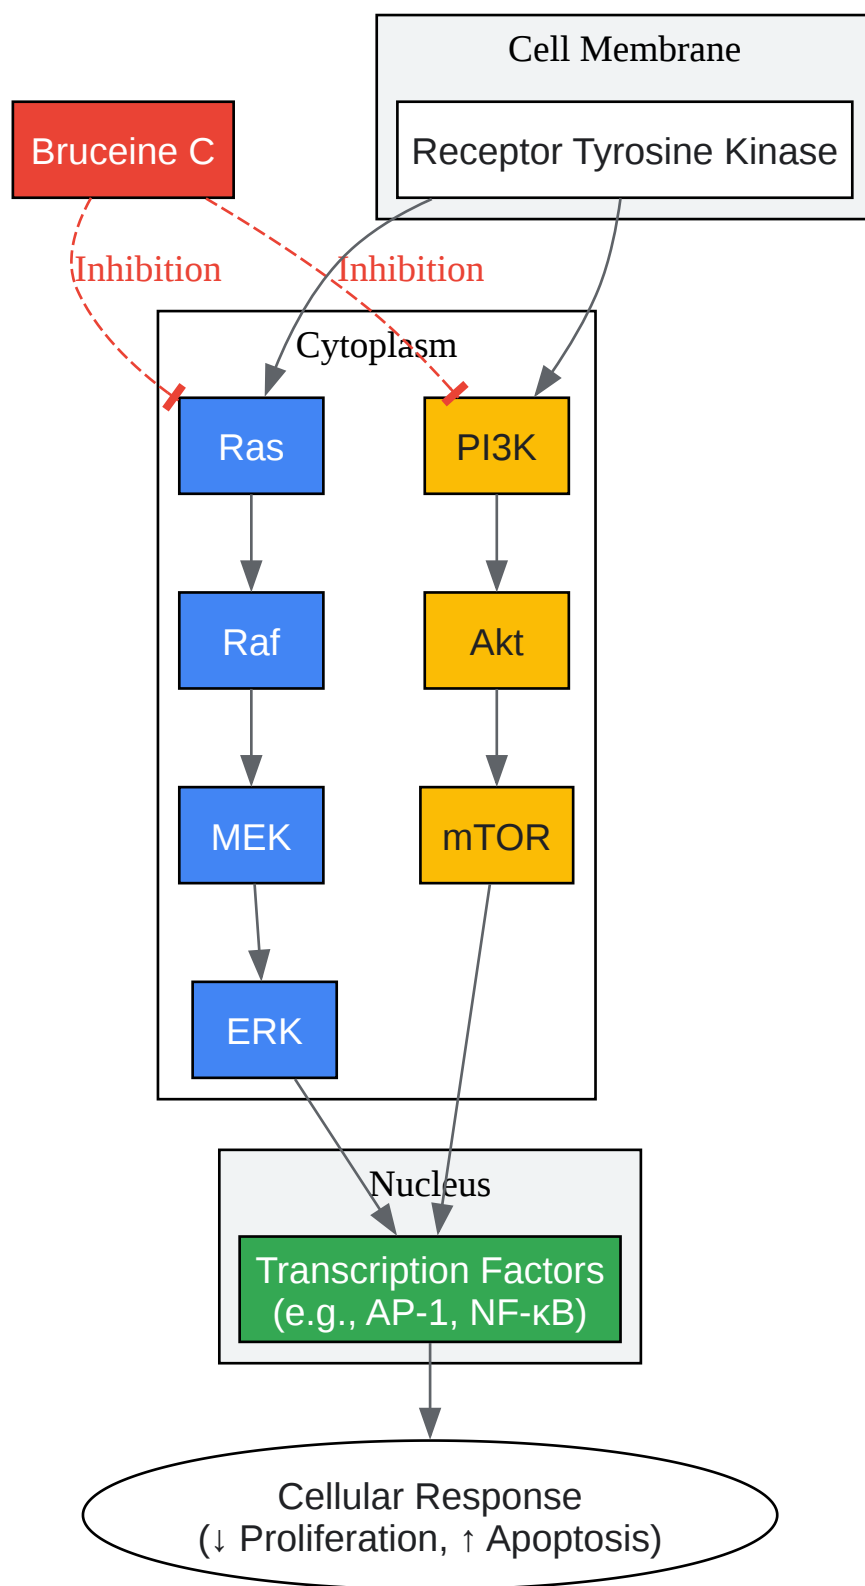 Cell Membrane
Bruceine C
Receptor Tyrosine Kinase
Inhibition
Inhibition
Cytoplasm
Ras
PI3K
Raf
Akt
MEK
mTOR
ERK
Nucleus
Transcription Factors
(e.g., AP-1, NF-κB)
Cellular Response
(↓ Proliferation, ↑ Apoptosis)